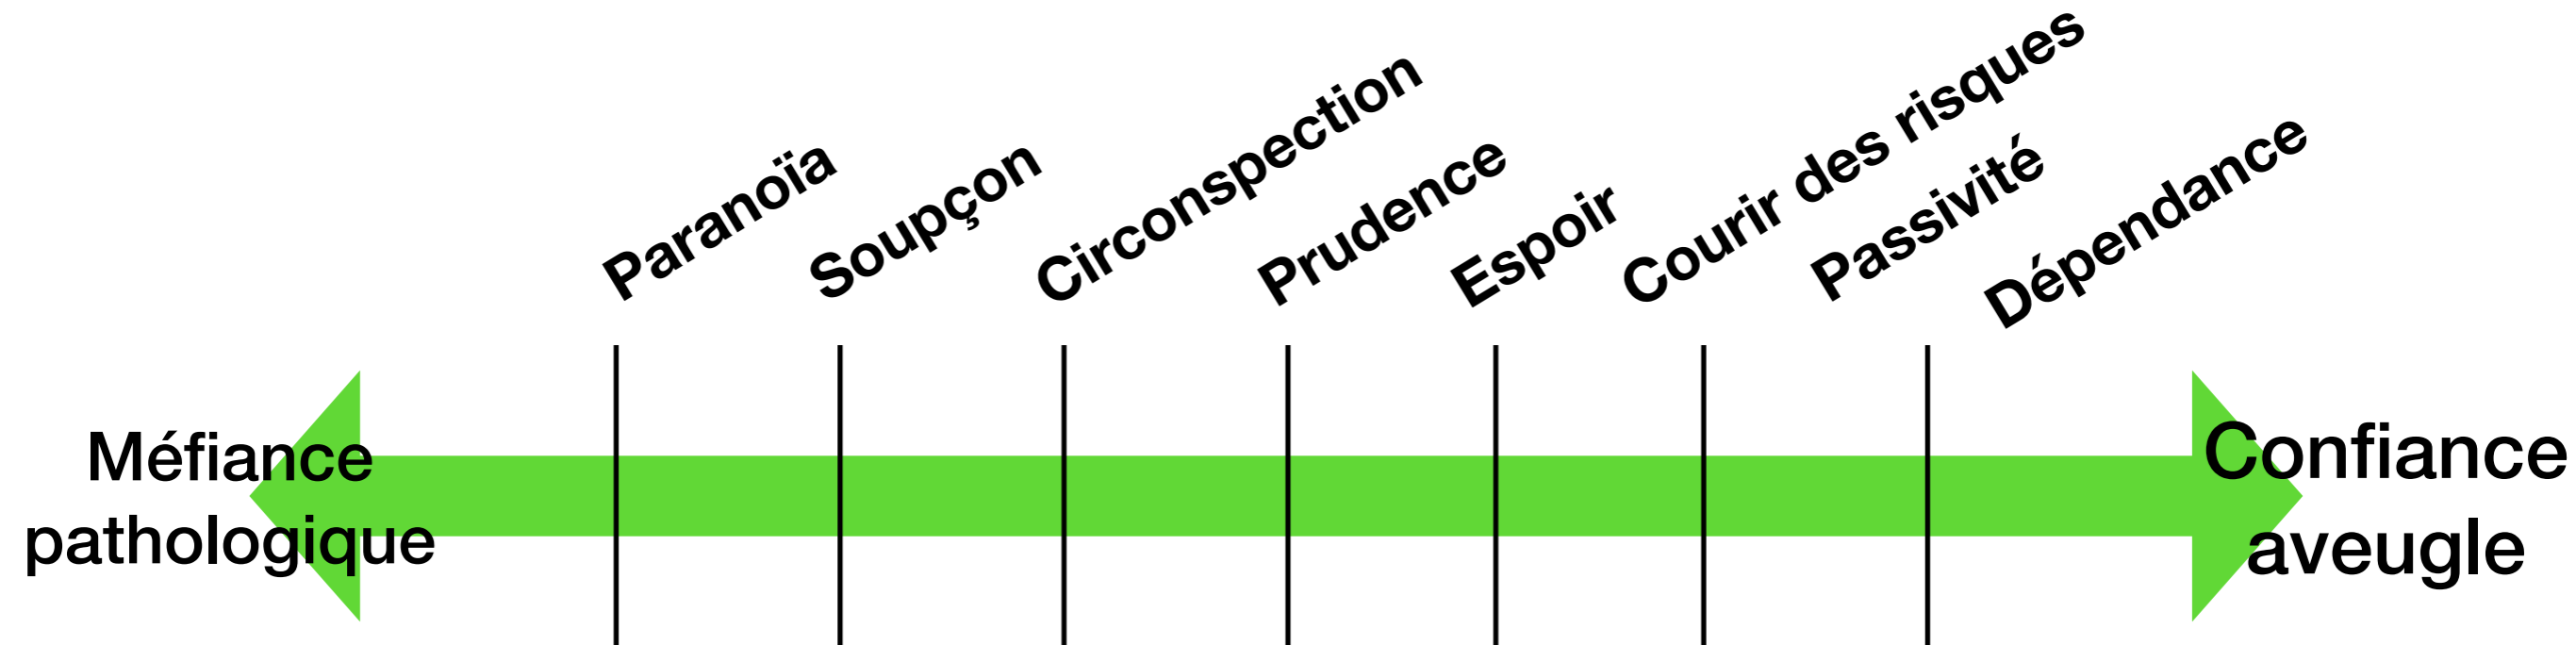 Paranoïa
Soupçon
Circonspection
Prudence
Espoir
Courir des risques
Passivité
Dépendance
Méfiance
pathologique
Confiance
aveugle